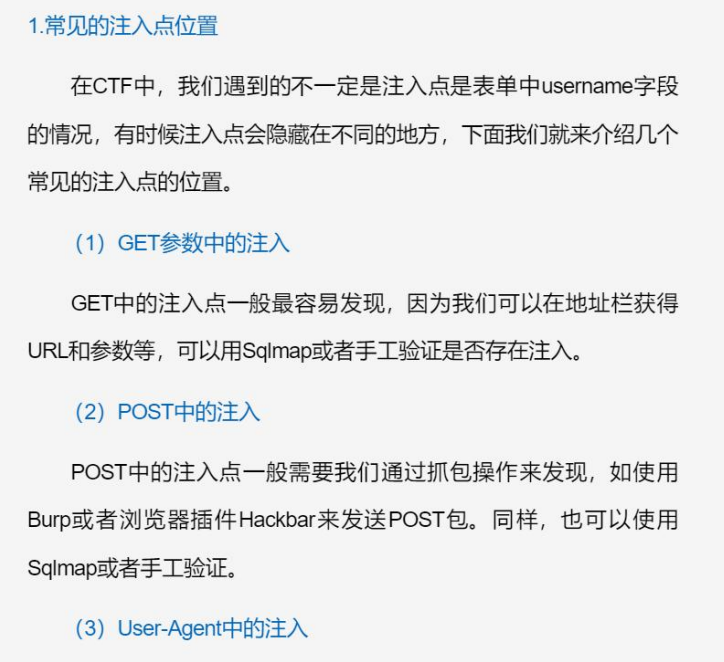 1.常见的注入点位置
在CTF中，我们遇到的不一定是注入点是表单中username字段
的情况，有时候注入点会隐藏在不同的地方，下面我们就来介绍几个
常见的注入点的位置。
（1）GET参数中的注入
GET中的注入点一般最容易发现，因为我们可以在地址栏获得
URL和参数等，可以用Sqlmap或者手工验证是否存在注入。
（2）POST中的注入
POST中的注入点一般需要我们通过抓包操作来发现，如使用
Burp或者浏览器插件Hackbar来发送POST包。同样，也可以使用
Sqlmap或者手工验证。
（3）User-Agent中的注入